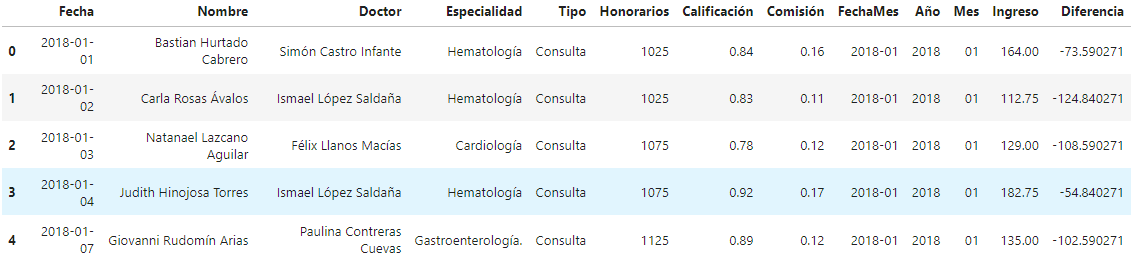 Fecha Nombre Doctor Especialidad Tipo Honorarios Calificación Comisión FechaMes Año Mes Ingreso Diferencia
0 2018-01-01 Bastian Hurtado Cabrero Simón Castro Infante Hematología Consulta 1025 0.84 0.16 2018-01 2018 01 164.00 -73.590271
1 2018-01-02 Carla Rosas Ávalos Ismael López Saldaña Hematología Consulta 1025 0.83 0.11 2018-01 2018 01 112.75 -124.840271
2 2018-01-03 Natanael Lazcano Aguilar Félix Llanos Macías Cardiología Consulta 1075 0.78 0.12 2018-01 2018 01 129.00 -108.590271
3 2018-01-04 Judith Hinojosa Torres Ismael López Saldaña Hematología Consulta 1075 0.92 0.17 2018-01 2018 01 182.75 -54.840271
4 2018-01-07 Giovanni Rudomín Arias Paulina Contreras Cuevas Gastroenterología. Consulta 1125 0.89 0.12 2018-01 2018 01 135.00 -102.590271